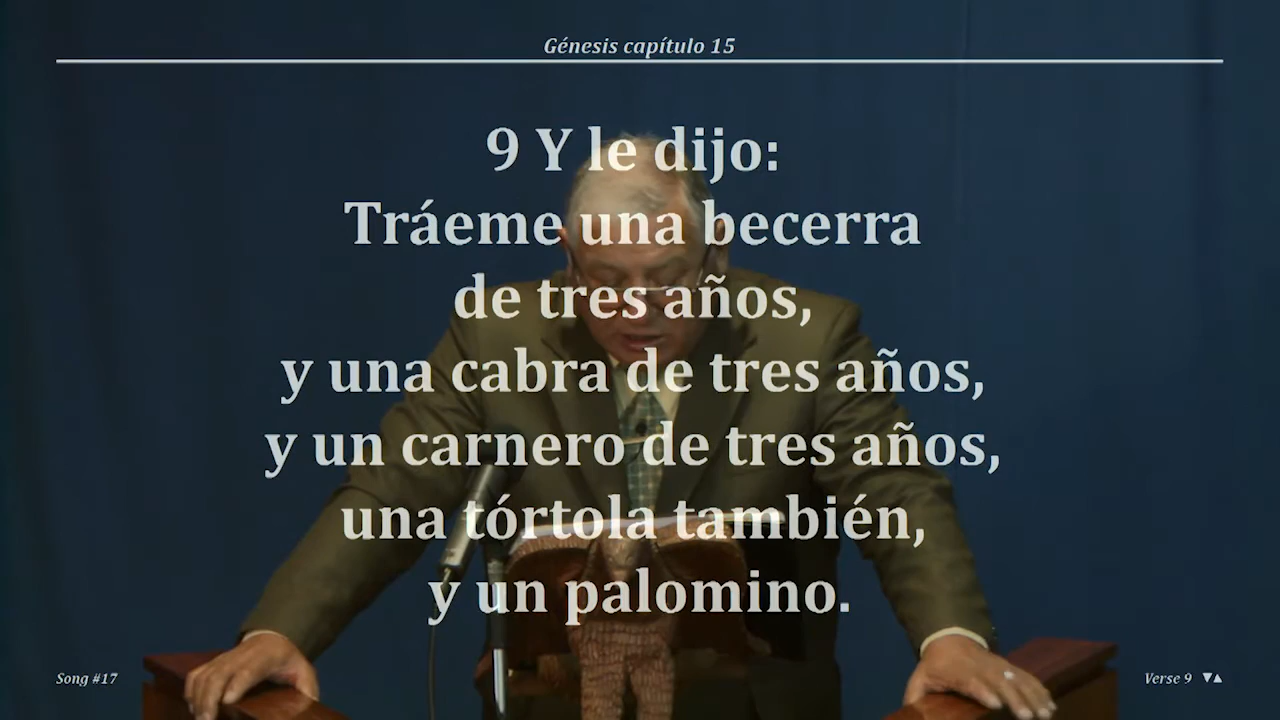 Génesis capítulo 15
9 Y le dijo:
Tráeme una becerra
de tres años,
y una cabra de tres años,
y un carnero de tres años,
una tórtola también,
y un palomino.
Song #17
Verse 9 ▼▲